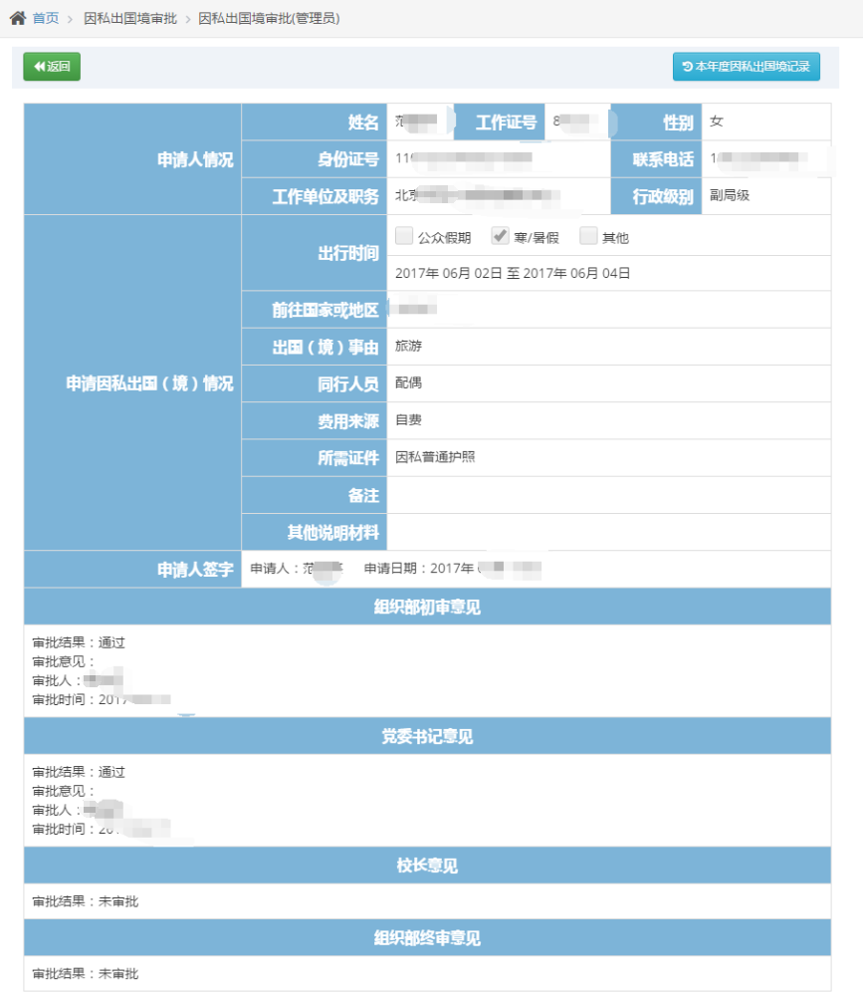 首页 > 因私出国境审批 > 因私出国境审批(管理员)
返回 本年度因私出国境记录
申请人情况
姓名 范 工作证号 8 性别 女
身份证号 11 联系电话 1
工作单位及职务 北京 行政级别 副局级
申请因私出国（境）情况
出行时间 公众假期 寒/暑假 其他
2017年 06月 02日 至 2017年 06月 04日
前往国家或地区
出国（境）事由 旅游
同行人员 配偶
费用来源 自费
所需证件 因私普通护照
备注
其他说明材料
申请人签字 申请人：范 申请日期：2017年
组织部初审意见
审批结果：通过
审批意见：
审批人：
审批时间：2017
党委书记意见
审批结果：通过
审批意见：
审批人：
审批时间：20
校长意见
审批结果：未审批
组织部终审意见
审批结果：未审批